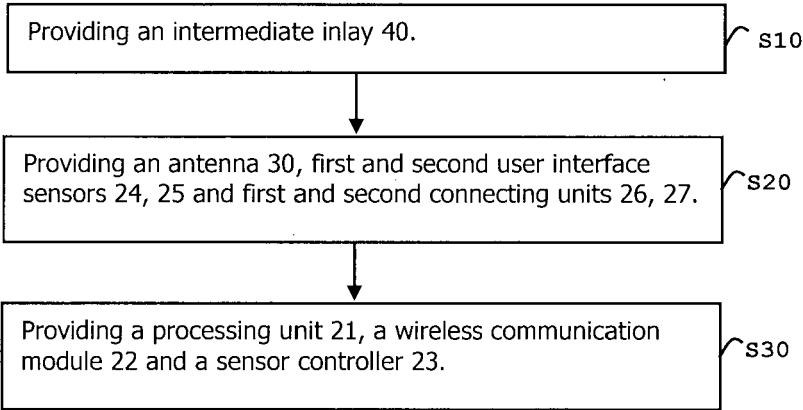 Providing an intermediate inlay 40.
S10
Providing an antenna 30, first and second user interface
sensors 24, 25 and first and second connecting units 26, 27.
S20
Providing a processing unit 21, a wireless communication
module 22 and a sensor controller 23.
S30